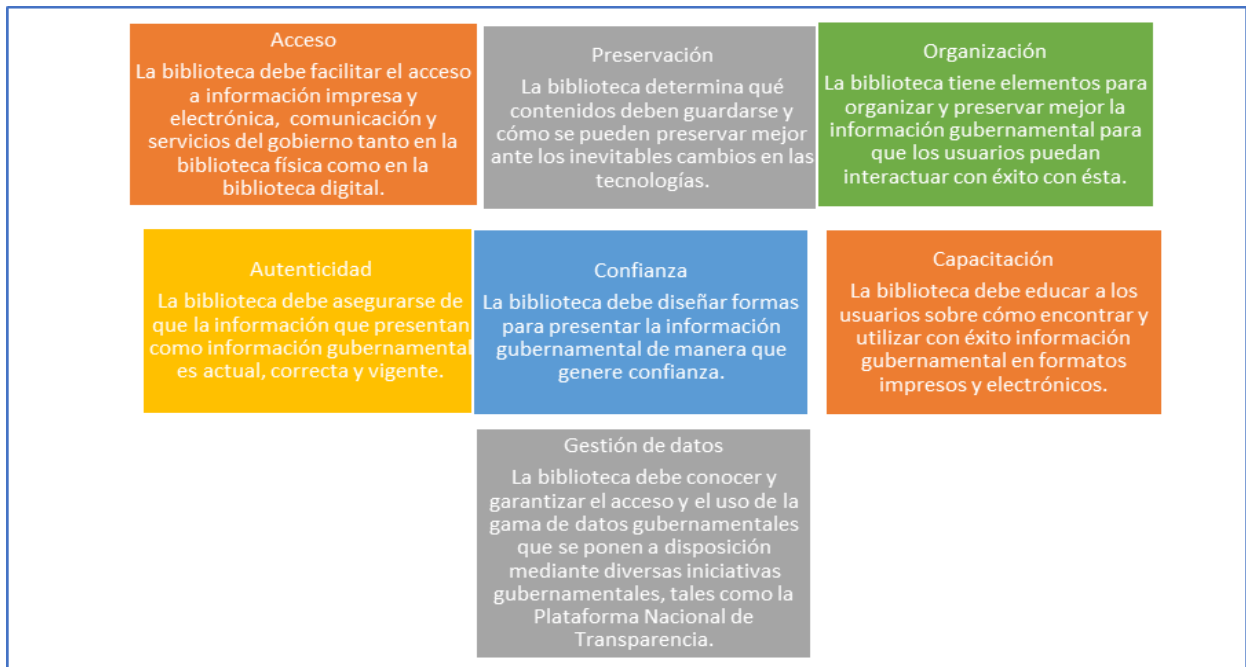 Acceso
La biblioteca debe facilitar el acceso
a información impresa y
electrónica, comunicación y
servicios del gobierno tanto en la
biblioteca física como en la
biblioteca digital.
Preservación
La biblioteca determina qué
contenidos deben guardarse y
cómo se pueden preservar mejor
ante los inevitables cambios en las
tecnologías.
Organización
La biblioteca tiene elementos para
organizar y preservar mejor la
información gubernamental para
que los usuarios puedan
interactuar con éxito con ésta.
Autenticidad
La biblioteca debe asegurarse de
que la información que presentan
como información gubernamental
es actual, correcta y vigente.
Confianza
La biblioteca debe diseñar formas
para presentar la información
gubernamental de manera que
genere confianza.
Capacitación
La biblioteca debe educar a los
usuarios sobre cómo encontrar y
utilizar con éxito información
gubernamental en formatos
impresos y electrónicos.
Gestión de datos
La biblioteca debe conocer y
garantizar el acceso y el uso de la
gama de datos gubernamentales
que se ponen a disposición
mediante diversas iniciativas
gubernamentales, tales como la
Plataforma Nacional de
Transparencia.